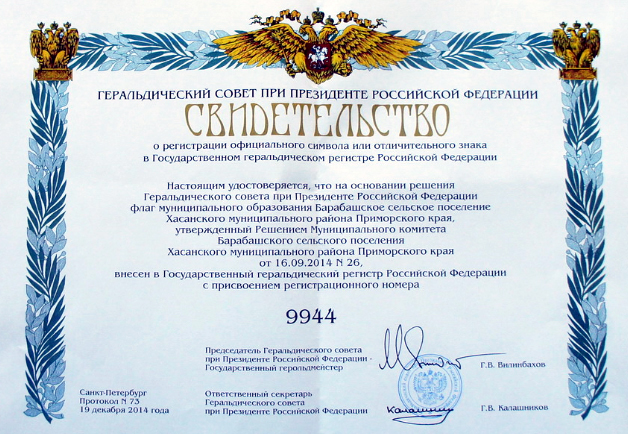 ГЕРАЛЬДИЧЕСКИЙ СОВЕТ ПРИ ПРЕЗИДЕНТЕ РОССИЙСКОЙ ФЕДЕРАЦИИ
СВИДЕТЕЛЬСТВО
о регистрации официального символа или отличительного знака
в Государственном геральдическом регистре Российской Федерации
Настоящим удостоверяется, что на основании решения
Геральдического совета при Президенте Российской Федерации
флаг муниципального образования Барабашское сельское поселение
Хасанского муниципального района Приморского края,
утвержденный Решением Муниципального комитета
Барабашского сельского поселения
Хасанского муниципального района Приморского края
от 16.09.2014 N 26,
внесен в Государственный геральдический регистр Российской Федерации
с присвоением регистрационного номера
9944
Председатель Геральдического совета
при Президенте Российской Федерации -
Государственный герольдмейстер
Г.В. Вилинбахов
Санкт-Петербург
Протокол N 73
19 декабря 2014 года
Ответственный секретарь
Геральдического совета
при Президенте Российской Федерации
Г.В. Калашников